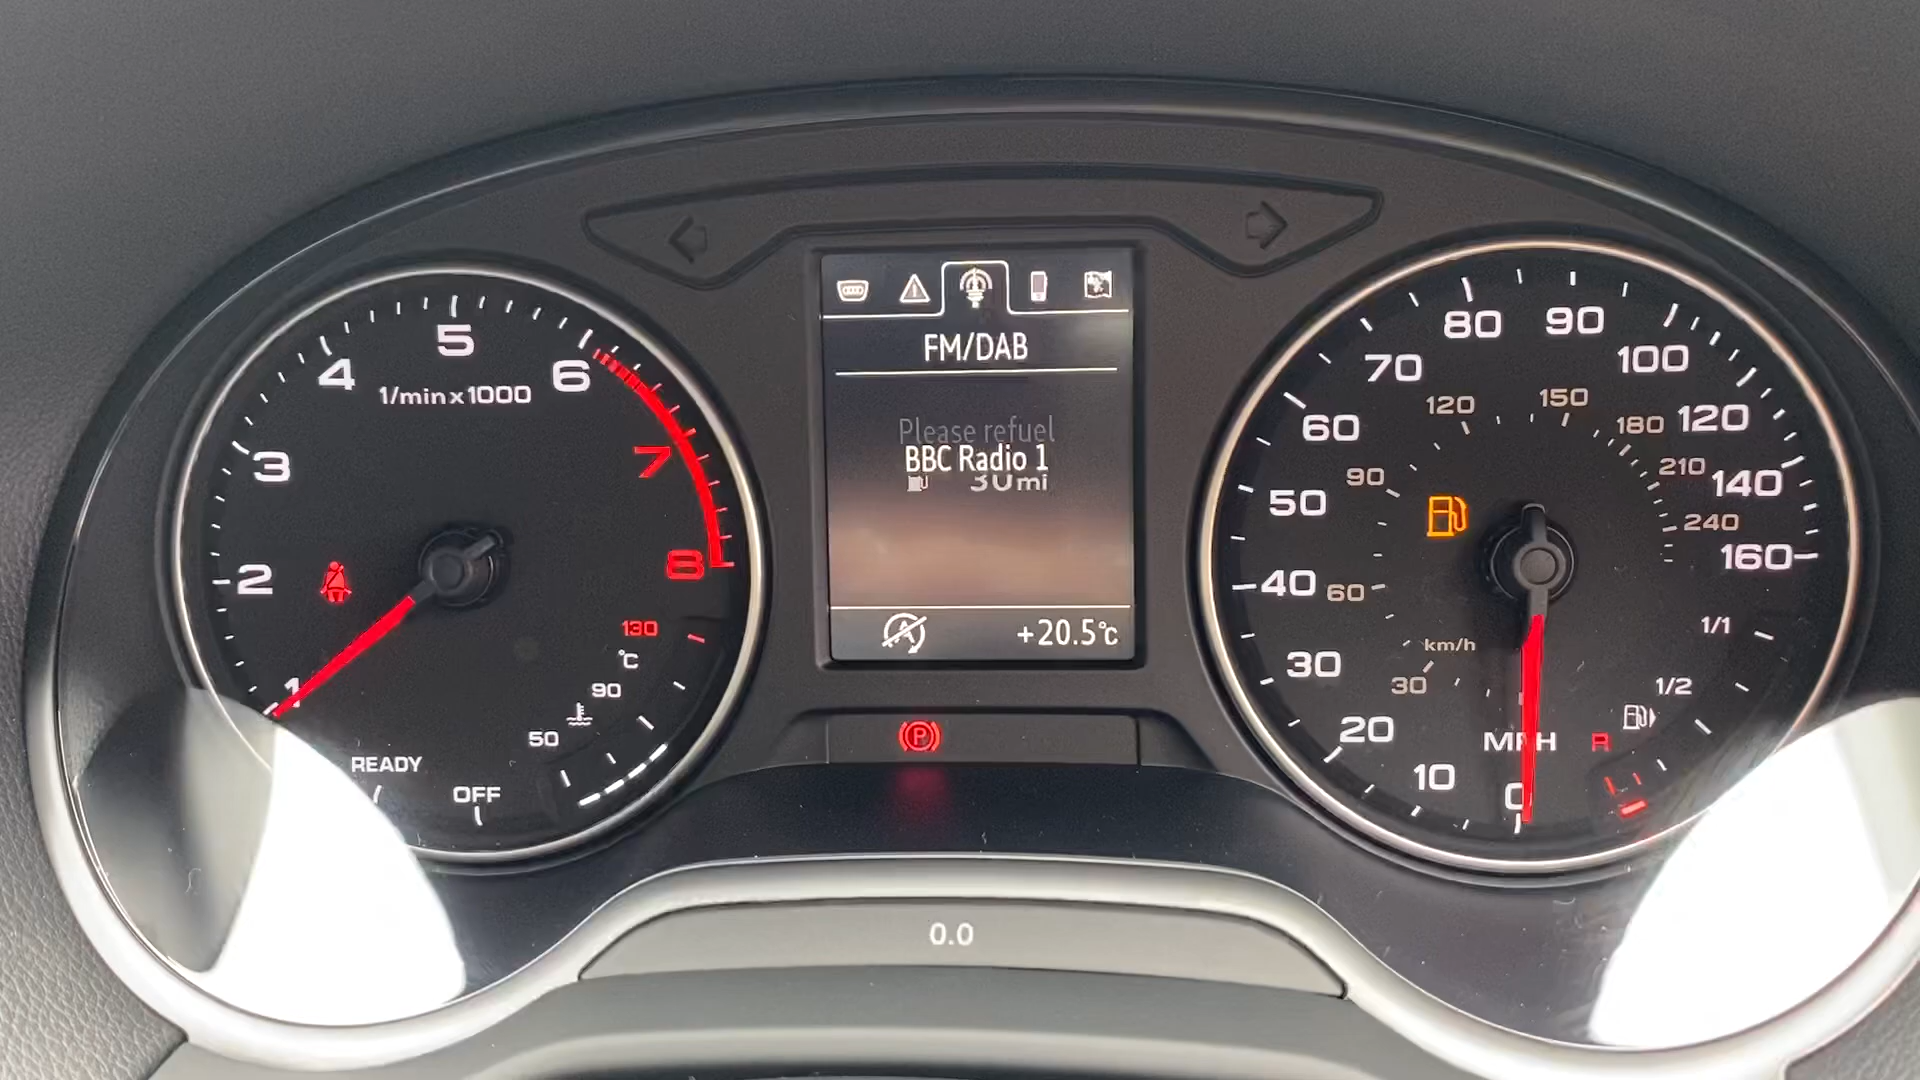 FM/DAB
Please refuel
BBC Radio 1
30mi
+20.5°C
1/min x 1000
1
2
3
4
5
6
7
8
READY
OFF
50
90
°C
130
0
10
20
30
40
50
60
70
80
90
100
120
140
160
MPH
30
60
90
120
150
180
210
240
km/h
R
1/2
1/1
P
0.0